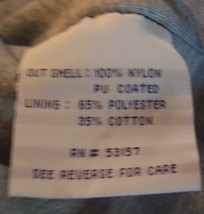 OUT SHELL: 100% NYLON
PU COATED
LINING: 65% POLYESTER
35% COTTON
RN # 53157
SEE REVERSE FOR CARE